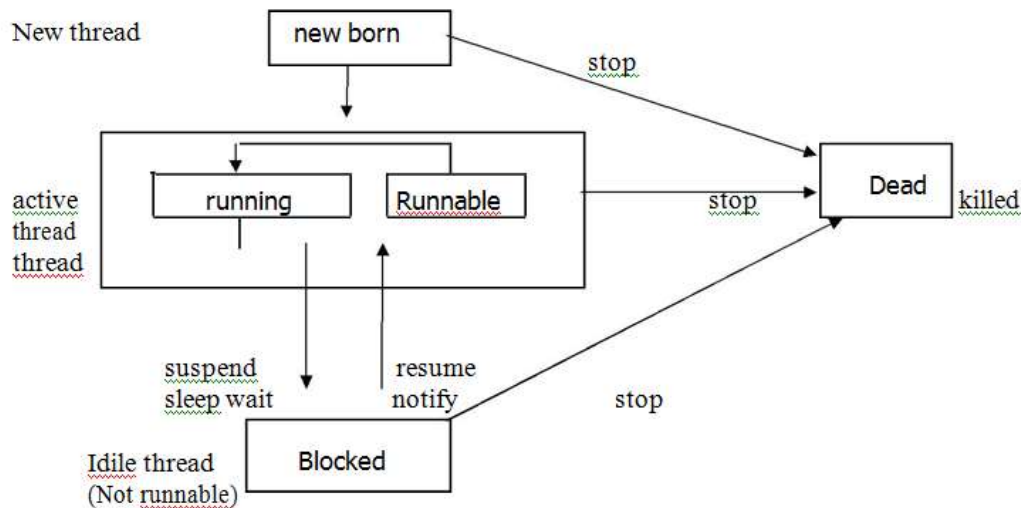 New thread
new born
stop
running
Runnable
Dead
active
thread
thread
stop
killed
suspend
sleep wait
resume
notify
stop
Blocked
Idile thread
(Not runnable)